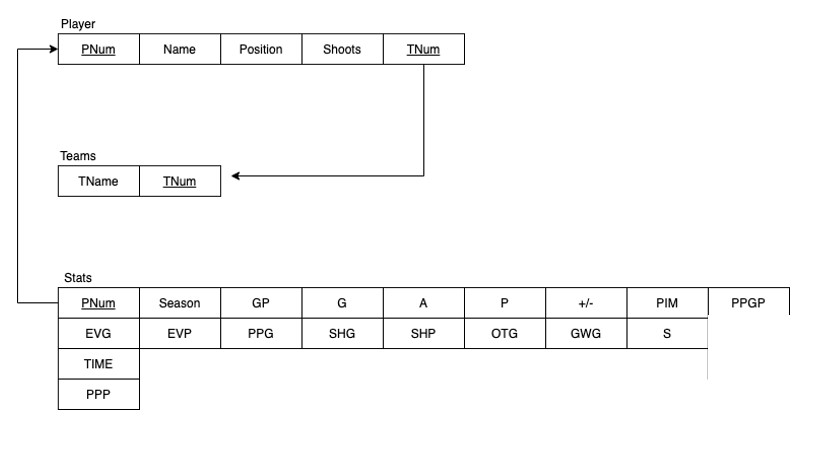 Player
PNum Name Position Shoots TNum
Teams
TName TNum
Stats
PNum Season GP G A P +/- PIM PPGP
EVG EVP PPG SHG SHP OTG GWG S
TIME
PPP